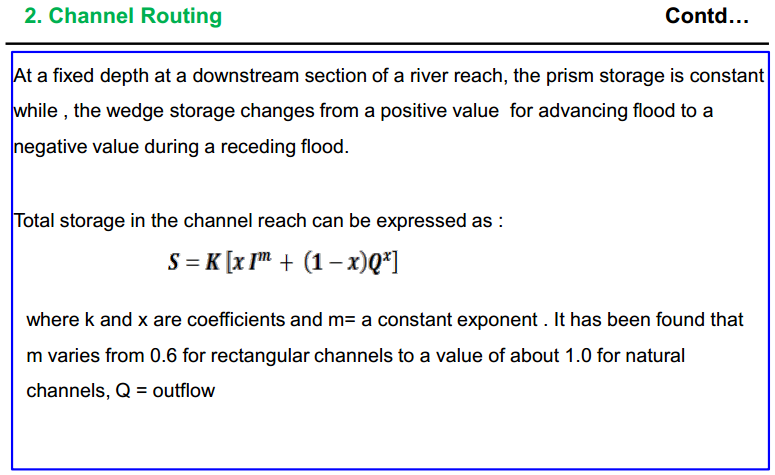 2. Channel Routing Contd...
At a fixed depth at a downstream section of a river reach, the prism storage is constant
while , the wedge storage changes from a positive value for advancing flood to a
negative value during a receding flood.
Total storage in the channel reach can be expressed as :
S = K [x I^m + (1 – x)Q^x]
where k and x are coefficients and m= a constant exponent . It has been found that
m varies from 0.6 for rectangular channels to a value of about 1.0 for natural
channels, Q = outflow